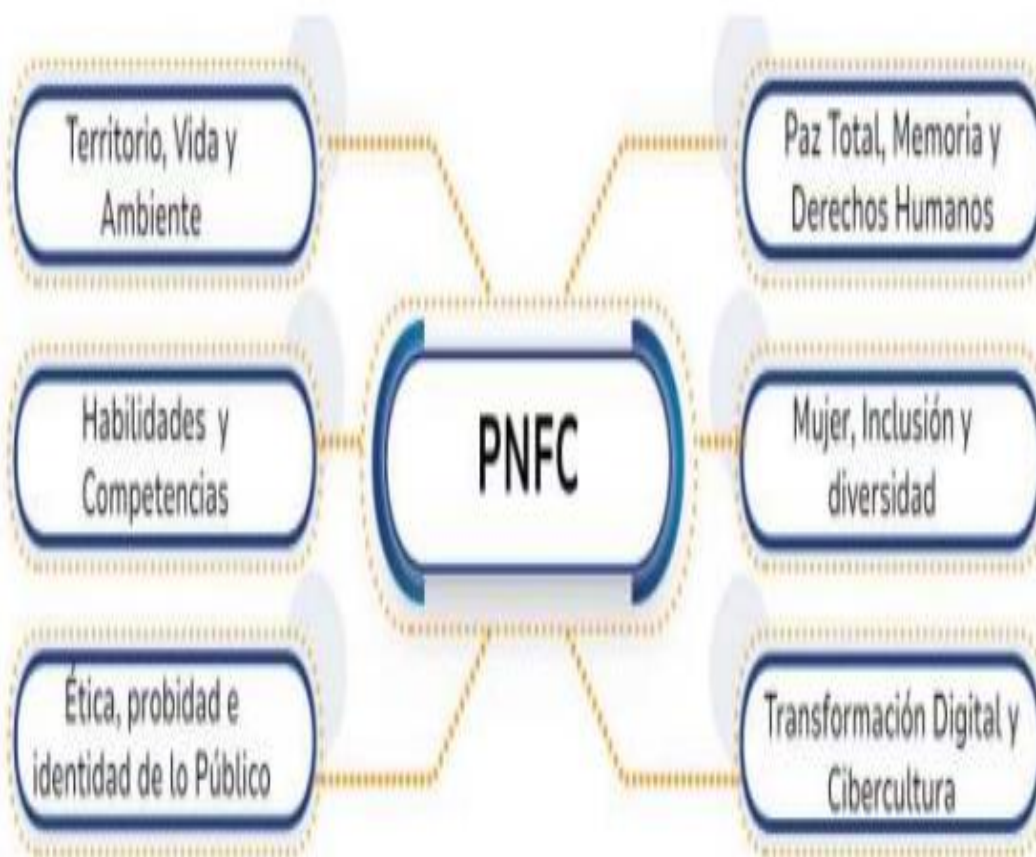 Territorio, Vida y
Ambiente
Paz Total, Memoria y
Derechos Humanos
Habilidades y
Competencias
PNFC
Mujer, Inclusión y
diversidad
Ética, probidad e
identidad de lo Público
Transformación Digital y
Cibercultura